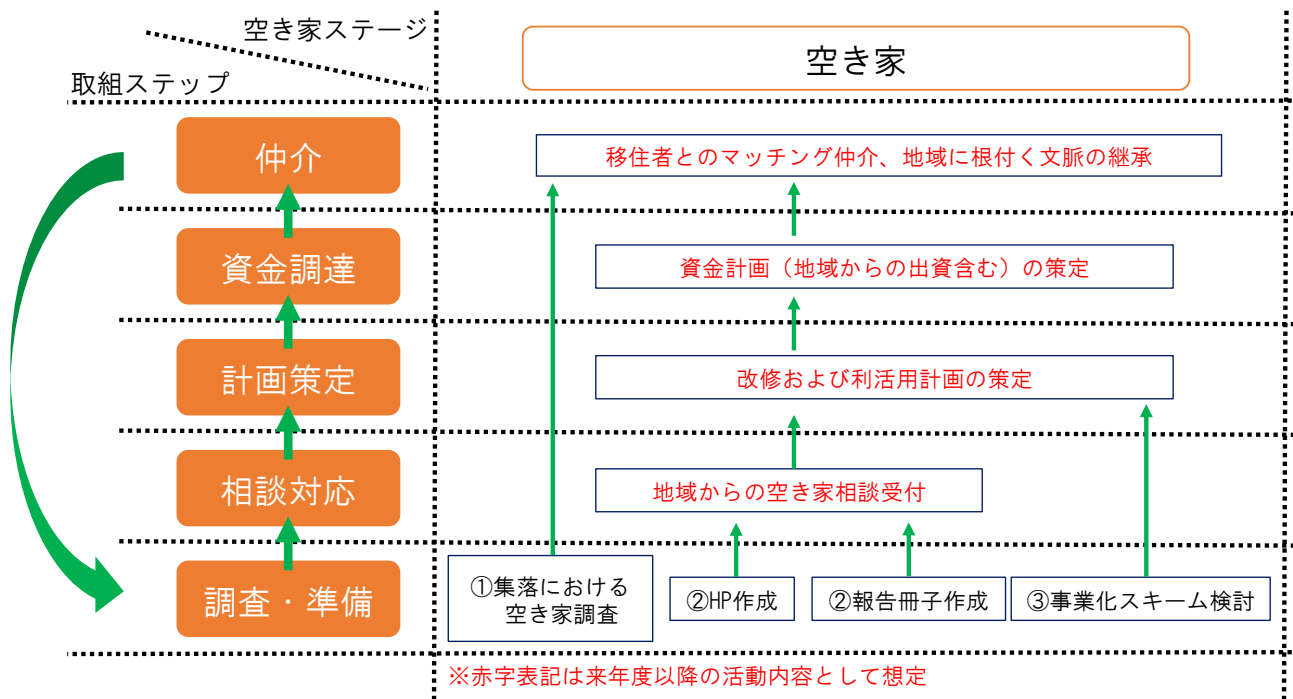 空き家ステージ
取組ステップ
空き家
仲介
移住者とのマッチング仲介、地域に根付く文脈の継承
資金調達
資金計画（地域からの出資含む）の策定
計画策定
改修および利活用計画の策定
相談対応
地域からの空き家相談受付
調査・準備
①集落における
空き家調査
②HP作成
②報告冊子作成
③事業化スキーム検討
※赤字表記は来年度以降の活動内容として想定